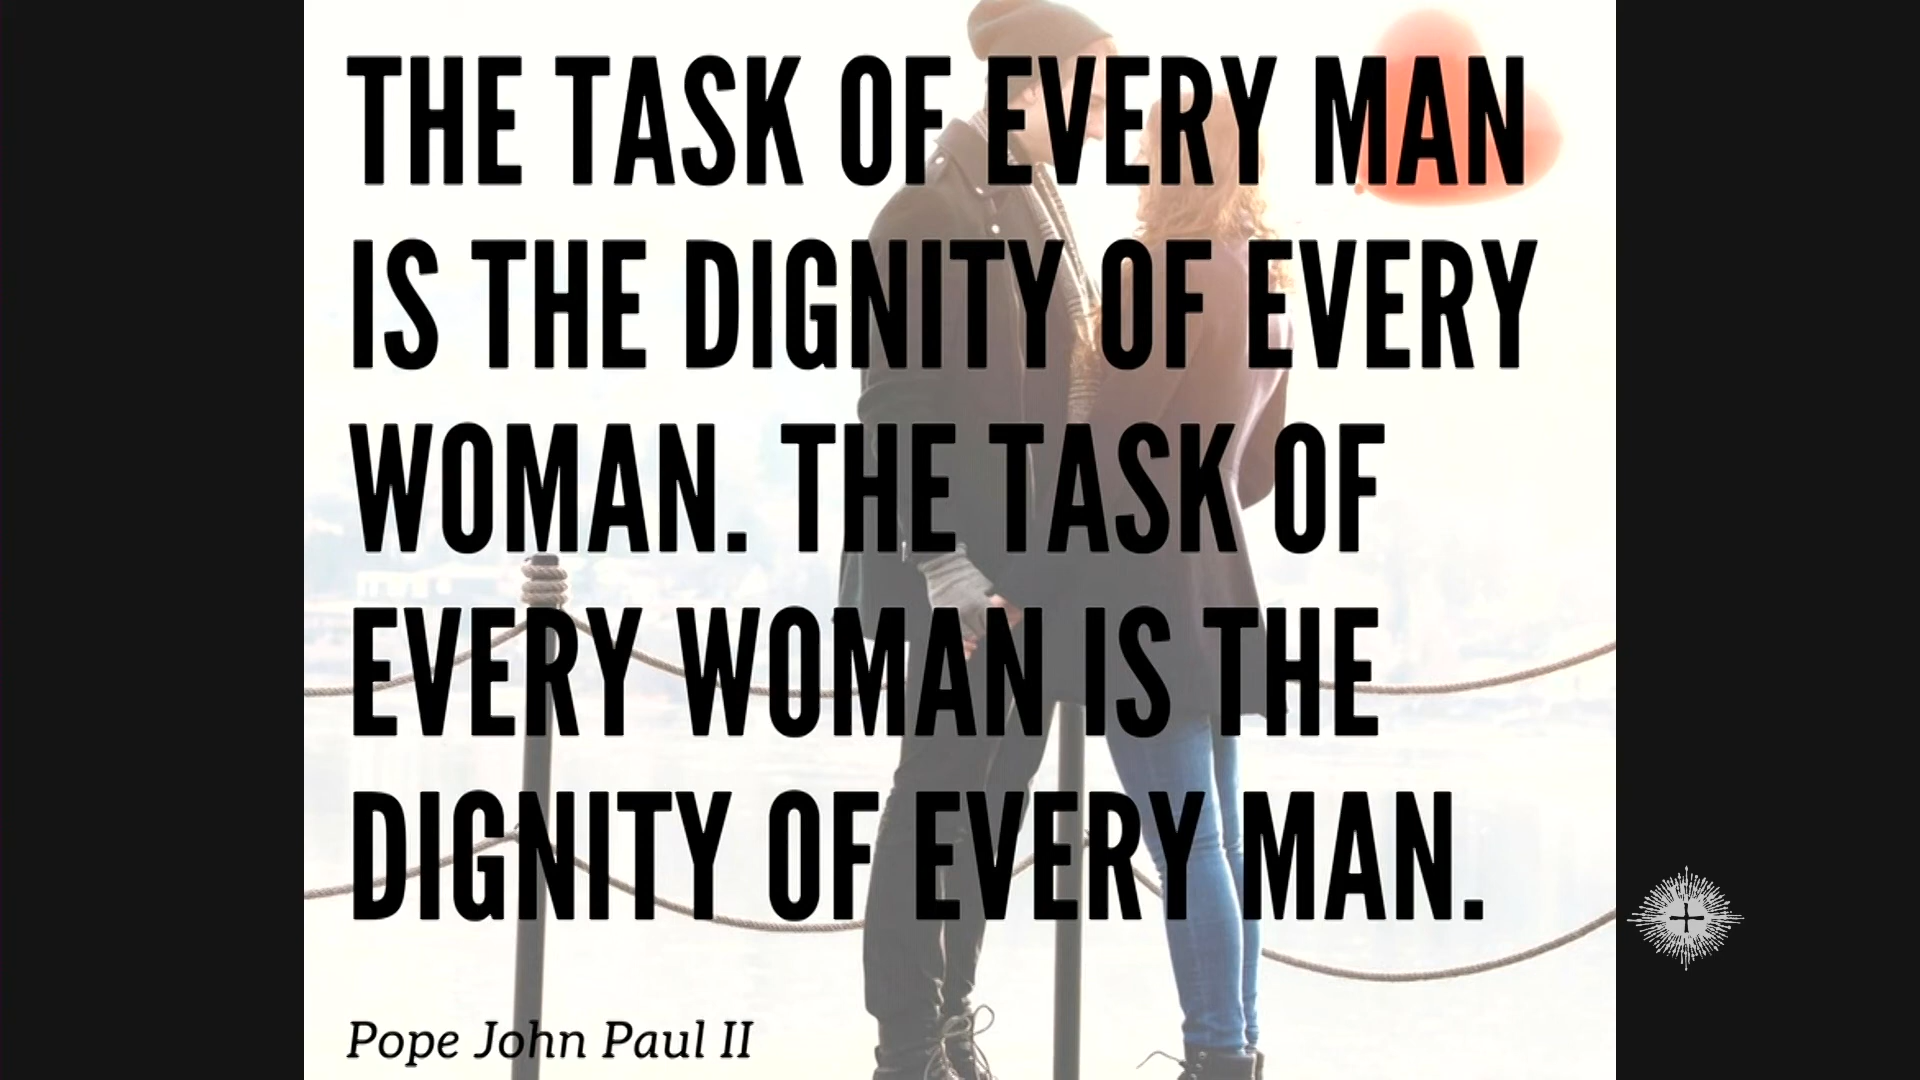 THE TASK OF EVERY MAN
IS THE DIGNITY OF EVERY
WOMAN. THE TASK OF
EVERY WOMAN IS THE
DIGNITY OF EVERY MAN.
Pope John Paul II